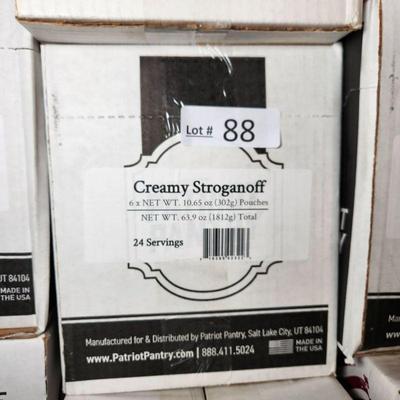 Lot # 88
Creamy Stroganoff
6 x NET WT. 10.65 oz (302g) Pouches
NET WT. 63.9 oz (1812g) Total
24 Servings
UT 84104
MADE IN
THE USA
Manufactured for & Distributed by Patriot Pantry, Salt Lake City, UT 84104
www.PatriotPantry.com | 888.411.5024
MADE IN
THE USA